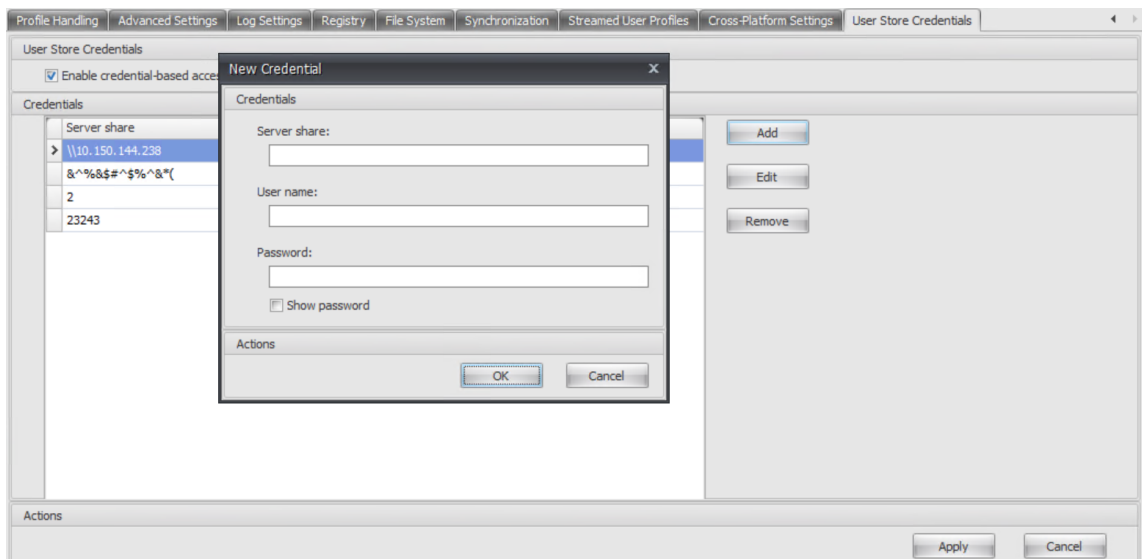 Profile Handling Advanced Settings Log Settings Registry File System Synchronization Streamed User Profiles Cross-Platform Settings User Store Credentials
User Store Credentials
Enable credential-based acces
New Credential
Credentials
Server share
\\10.150.144.238
&^%&$#^$%^&*(
2
23243
Credentials
Server share:
User name:
Password:
Show password
Actions
OK Cancel
Add
Edit
Remove
Actions
Apply Cancel